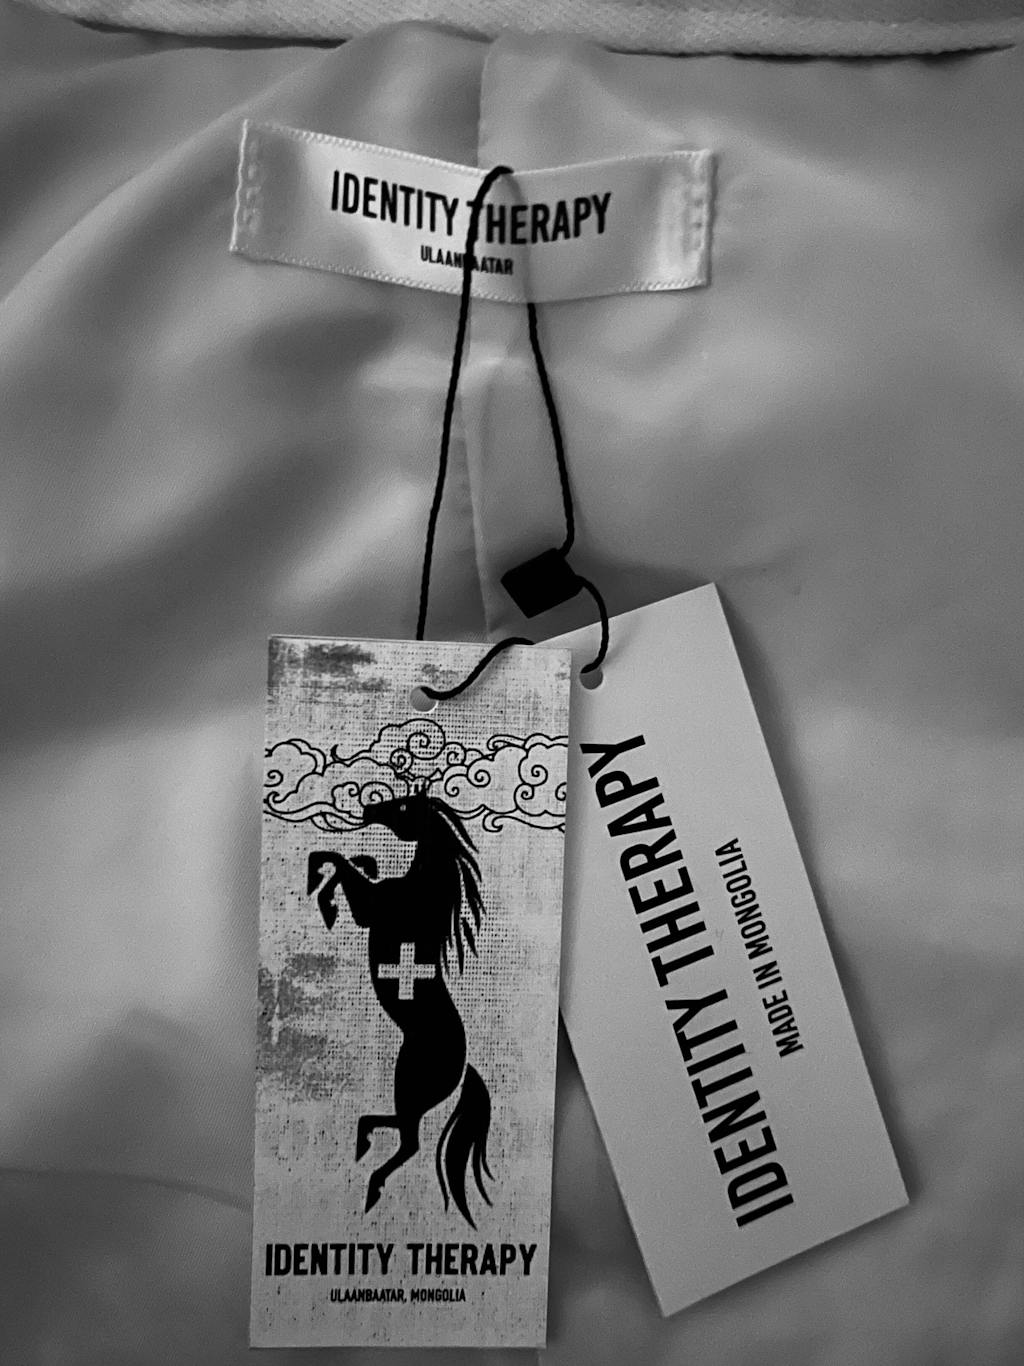 IDENTITY THERAPY
ULAANBAATAR
IDENTITY THERAPY
ULAANBAATAR, MONGOLIA
IDENTITY THERAPY
MADE IN MONGOLIA